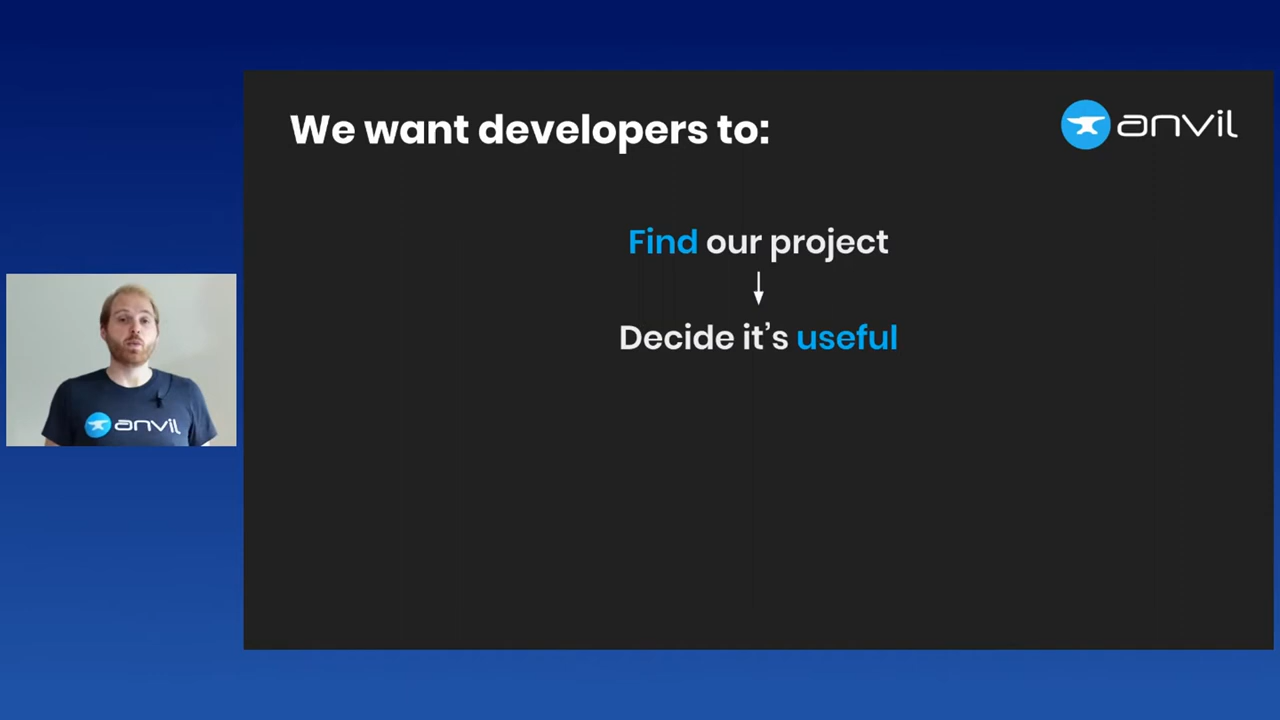 We want developers to:
anvil
Find our project
Decide it's useful
anvil